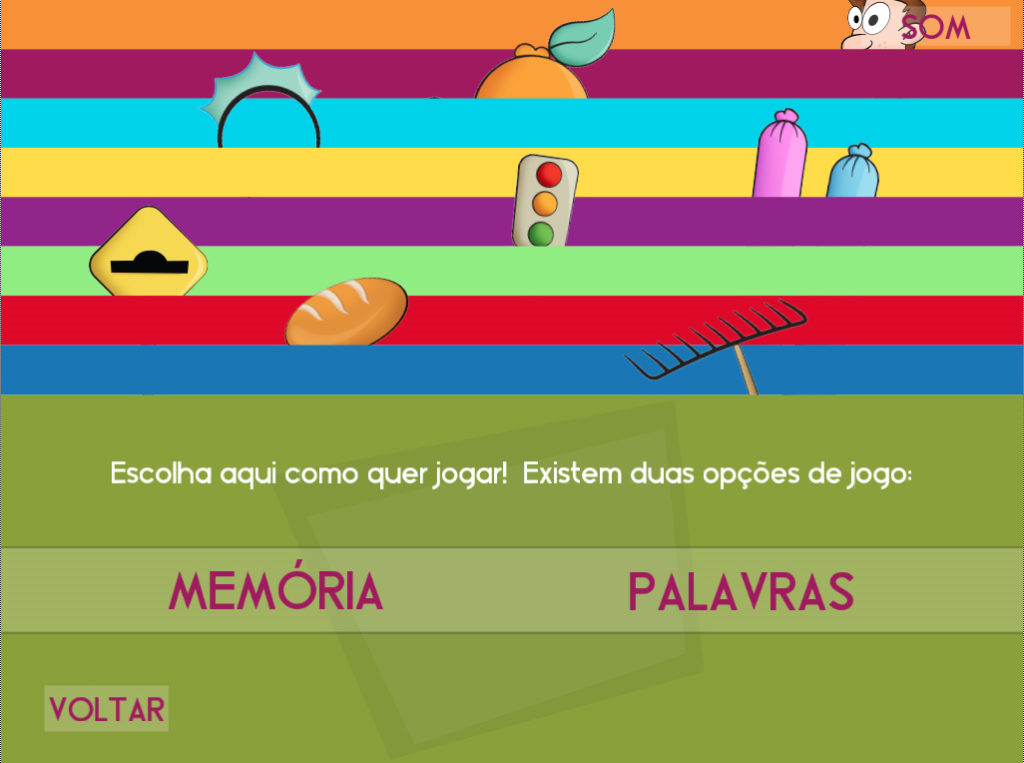 SOM
Escolha aqui como quer jogar! Existem duas opções de jogo:
MEMÓRIA
PALAVRAS
VOLTAR